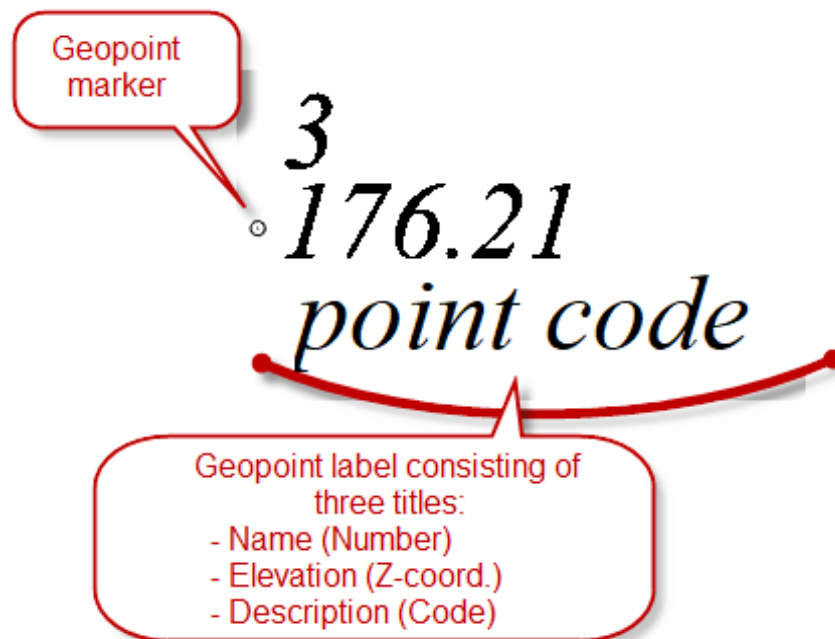 Geopoint
marker
3
176.21
point code
Geopoint label consisting of
three titles:
- Name (Number)
- Elevation (Z-coord.)
- Description (Code)